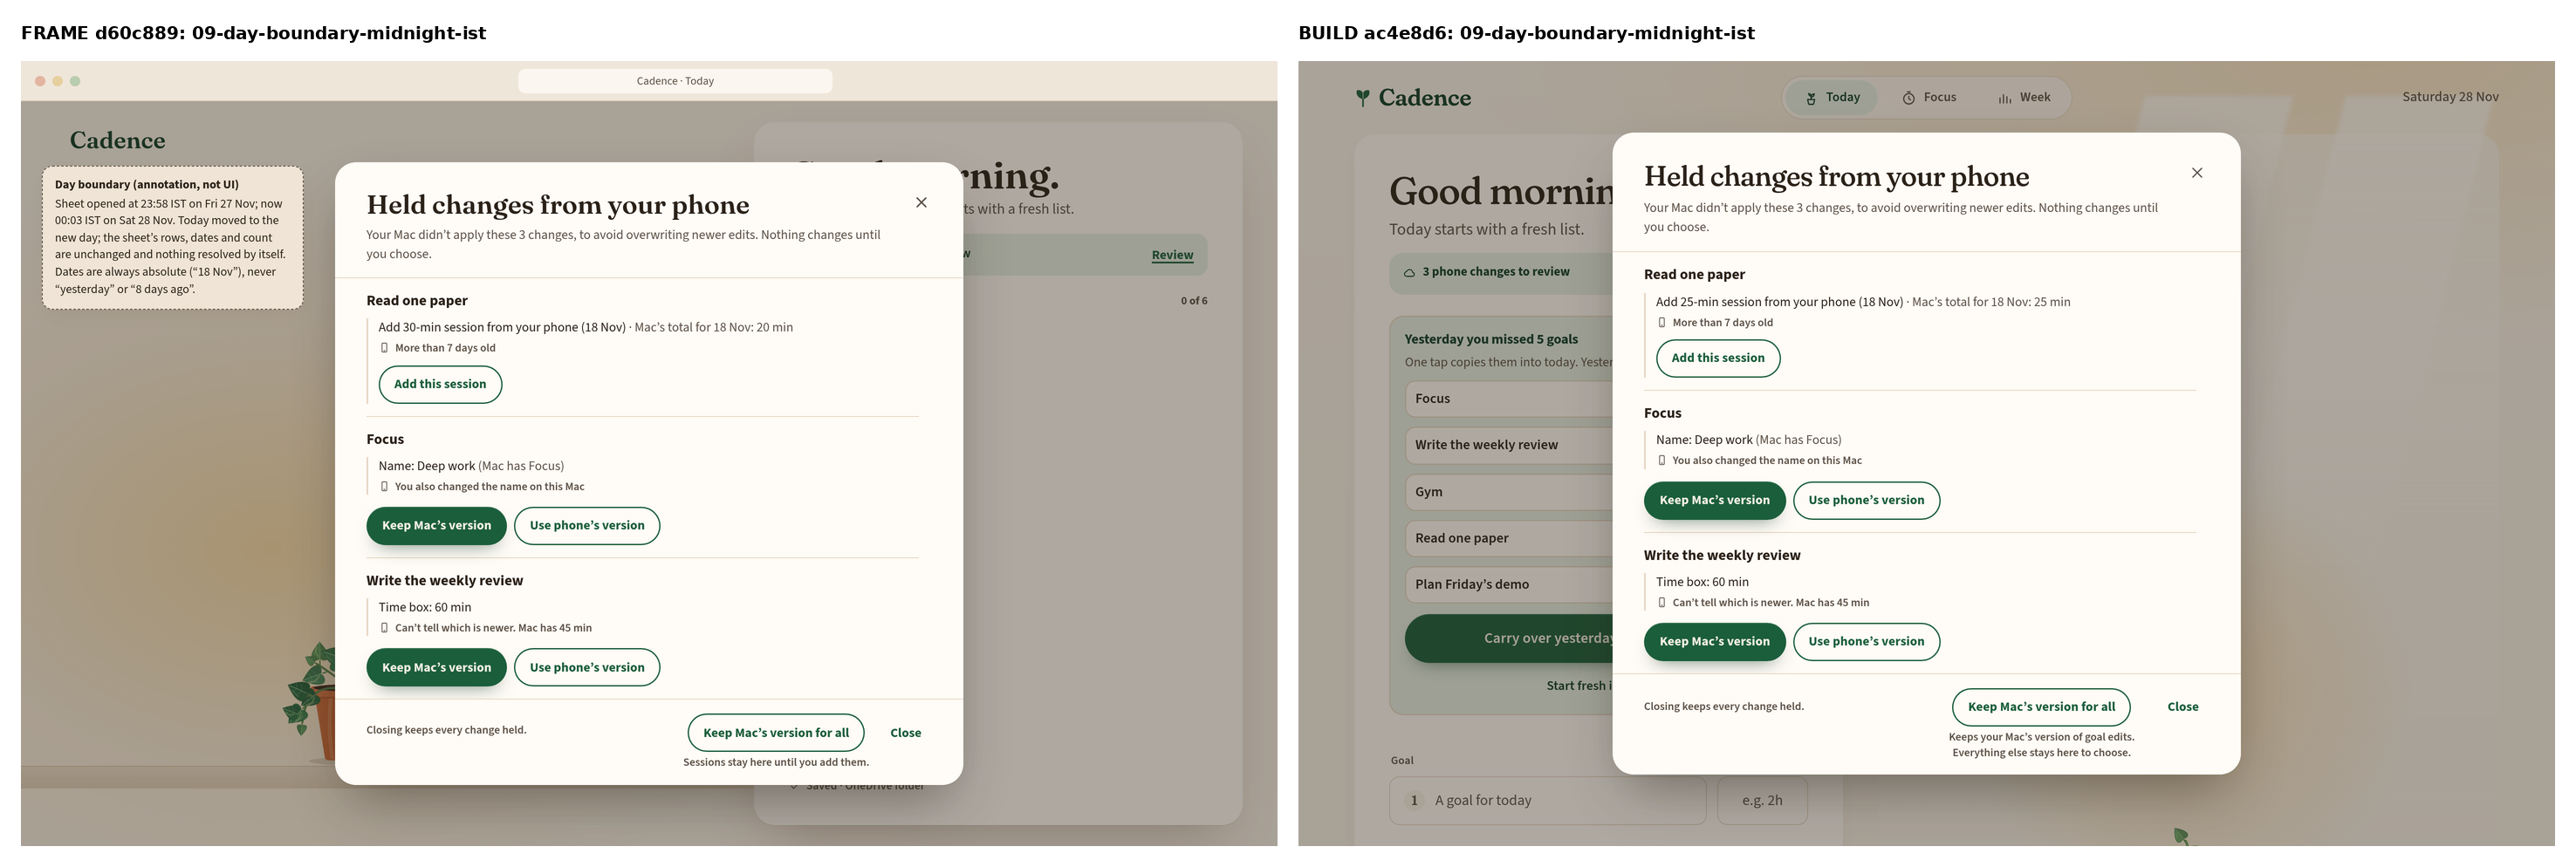 FRAME d60c889: 09-day-boundary-midnight-ist
Cadence · Today
Cadence
Day boundary (annotation, not UI)
Sheet opened at 23:58 IST on Fri 27 Nov; now
00:03 IST on Sat 28 Nov. Today moved to the
new day; the sheet’s rows, dates and count
are unchanged and nothing resolved by itself.
Dates are always absolute (“18 Nov”), never
“yesterday” or “8 days ago”.
rning.
ts with a fresh list.
Review
0 of 6
Held changes from your phone
Your Mac didn’t apply these 3 changes, to avoid overwriting newer edits. Nothing changes until
you choose.
Read one paper
Add 30-min session from your phone (18 Nov) · Mac’s total for 18 Nov: 20 min
More than 7 days old
Add this session
Focus
Name: Deep work (Mac has Focus)
You also changed the name on this Mac
Keep Mac’s version
Use phone’s version
Write the weekly review
Time box: 60 min
Can’t tell which is newer. Mac has 45 min
Keep Mac’s version
Use phone’s version
Closing keeps every change held.
Keep Mac’s version for all
Close
Sessions stay here until you add them.
Saved · OneDrive folder
BUILD ac4e8d6: 09-day-boundary-midnight-ist
Cadence
Today
Focus
Week
Saturday 28 Nov
Good mornin
Today starts with a fresh list.
3 phone changes to review
Yesterday you missed 5 goals
One tap copies them into today. Yester
Focus
Write the weekly review
Gym
Read one paper
Plan Friday’s demo
Carry over yesterday
Start fresh i
Goal
1
A goal for today
e.g. 2h
Held changes from your phone
Your Mac didn’t apply these 3 changes, to avoid overwriting newer edits. Nothing changes until
you choose.
Read one paper
Add 25-min session from your phone (18 Nov) · Mac’s total for 18 Nov: 25 min
More than 7 days old
Add this session
Focus
Name: Deep work (Mac has Focus)
You also changed the name on this Mac
Keep Mac’s version
Use phone’s version
Write the weekly review
Time box: 60 min
Can’t tell which is newer. Mac has 45 min
Keep Mac’s version
Use phone’s version
Closing keeps every change held.
Keep Mac’s version for all
Close
Keeps your Mac’s version of goal edits.
Everything else stays here to choose.